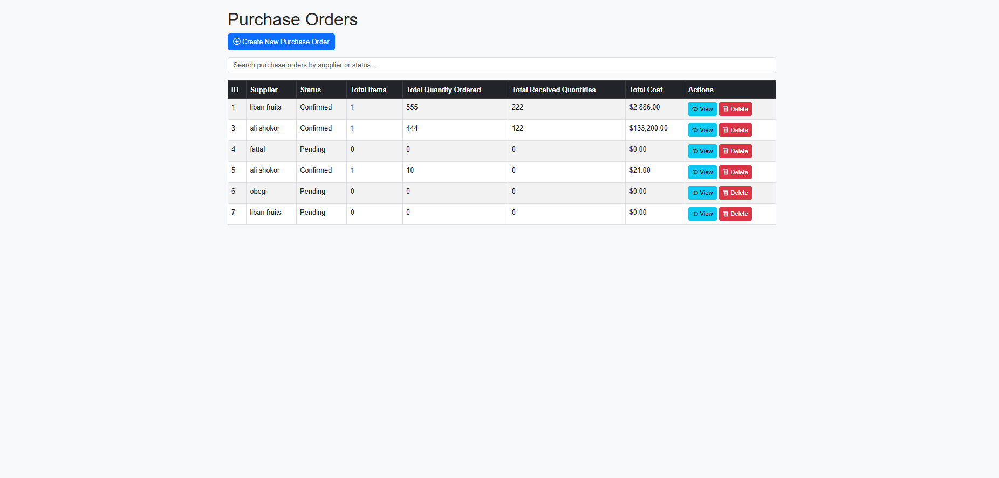 Purchase Orders
Create New Purchase Order
Search purchase orders by supplier or status...
ID Supplier Status Total Items Total Quantity Ordered Total Received Quantities Total Cost Actions
1 liban fruits Confirmed 1 555 222 $2,886.00 View Delete
3 ali shokor Confirmed 1 444 122 $133,200.00 View Delete
4 fattal Pending 0 0 0 $0.00 View Delete
5 ali shokor Confirmed 1 10 0 $21.00 View Delete
6 obegi Pending 0 0 0 $0.00 View Delete
7 liban fruits Pending 0 0 0 $0.00 View Delete